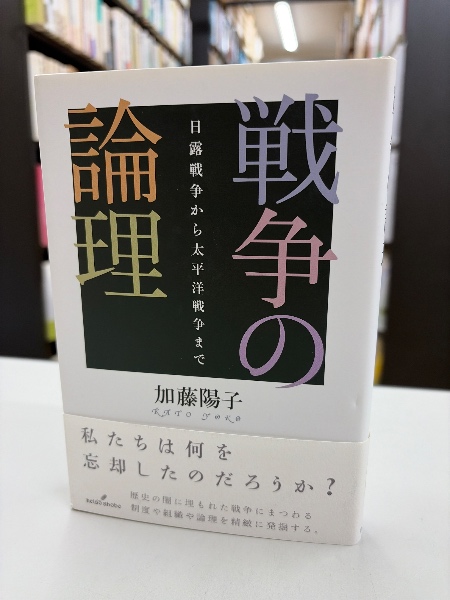 戦争の
論理
日露戦争から太平洋戦争まで
加藤陽子
KATO YOKO
私たちは何を
忘却したのだろうか?
歴史の闇に埋もれた戦争にまつわる
制度や組織や論理を精緻に発掘する。
keiso shobo